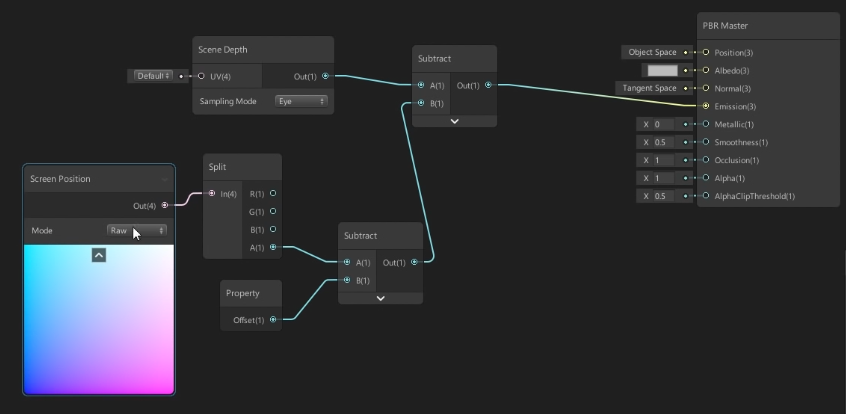 Scene Depth
Default
UV(4)
Out(1)
Sampling Mode
Eye
Subtract
A(1)
Out(1)
B(1)
PBR Master
Object Space
Position(3)
Albedo(3)
Tangent Space
Normal(3)
Emission(3)
X 0
Metallic(1)
X 0.5
Smoothness(1)
X 1
Occlusion(1)
X 1
Alpha(1)
X 0.5
AlphaClipThreshold(1)
Screen Position
Out(4)
Mode
Raw
Split
In(4)
R(1)
G(1)
B(1)
A(1)
Subtract
A(1)
Out(1)
B(1)
Property
Offset(1)